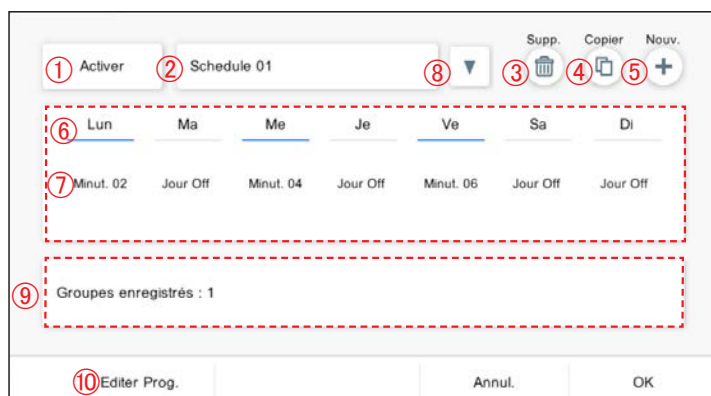 Supp. Copier Nouv.
① Activer ② Schedule 01 ⑧ ▼ ③ ④ ⑤ +
⑥ Lun Ma Me Je Ve Sa Di
⑦ Minut. 02 Jour Off Minut. 04 Jour Off Minut. 06 Jour Off Jour Off
⑨ Groupes enregistrés : 1
⑩ Editer Prog. Annul. OK